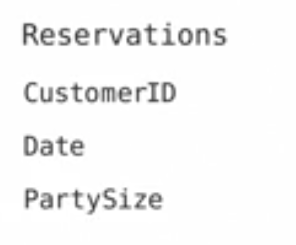 Reservations
CustomerID
Date
PartySize